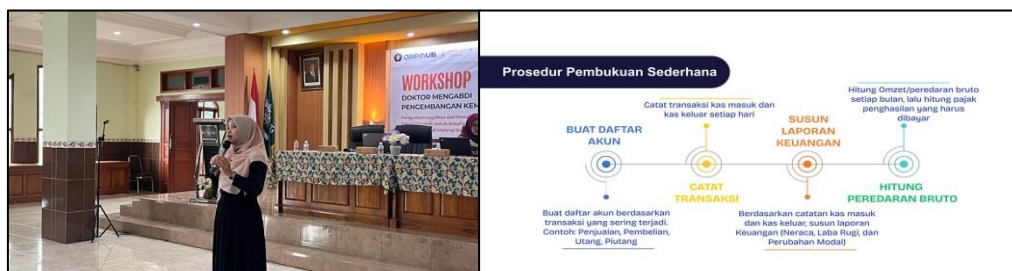 DRPM UB
WORKSHOP
DOKTOR MENGABDI
PENGEMBANGAN KEM
Prosedur Pembukuan Sederhana
BUAT DAFTAR
AKUN
Buat daftar akun berdasarkan
transaksi yang sering terjadi.
Contoh: Penjualan, Pembelian,
Utang, Piutang
Catat transaksi kas masuk dan
kas keluar setiap hari
CATAT
TRANSAKSI
SUSUN
LAPORAN
KEUANGAN
Berdasarkan catatan kas masuk
dan kas keluar, susun laporan
Keuangan (Neraca, Laba Rugi, dan
Perubahan Modal)
Hitung Omzet/peredaran bruto
setiap bulan, lalu hitung pajak
penghasilan yang harus
dibayar
HITUNG
PEREDARAN BRUTO